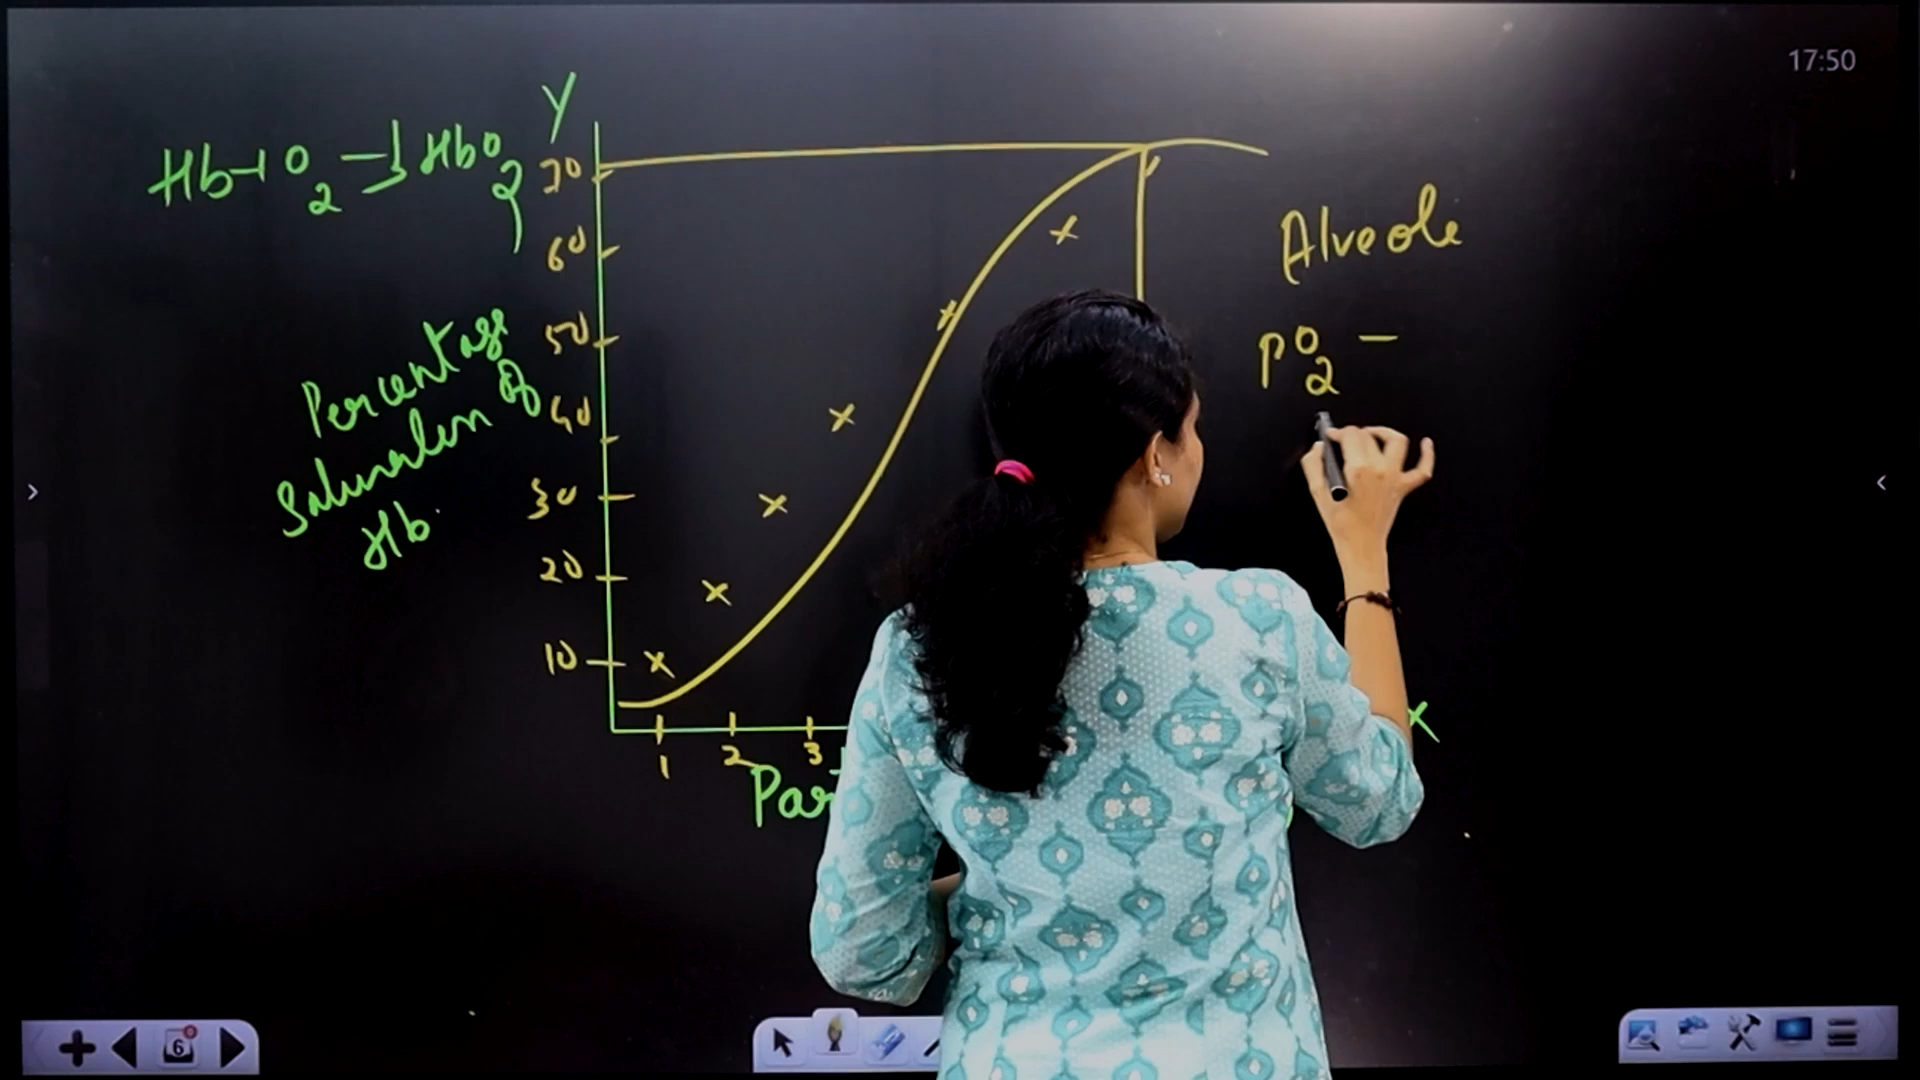 17:50
Y
Hb + O2 → HbO2
70
60
50
40
30
20
10
Percentage
of
Saturation
Hb.
1 2 3
Par
X
Alveole
pO2 –
6